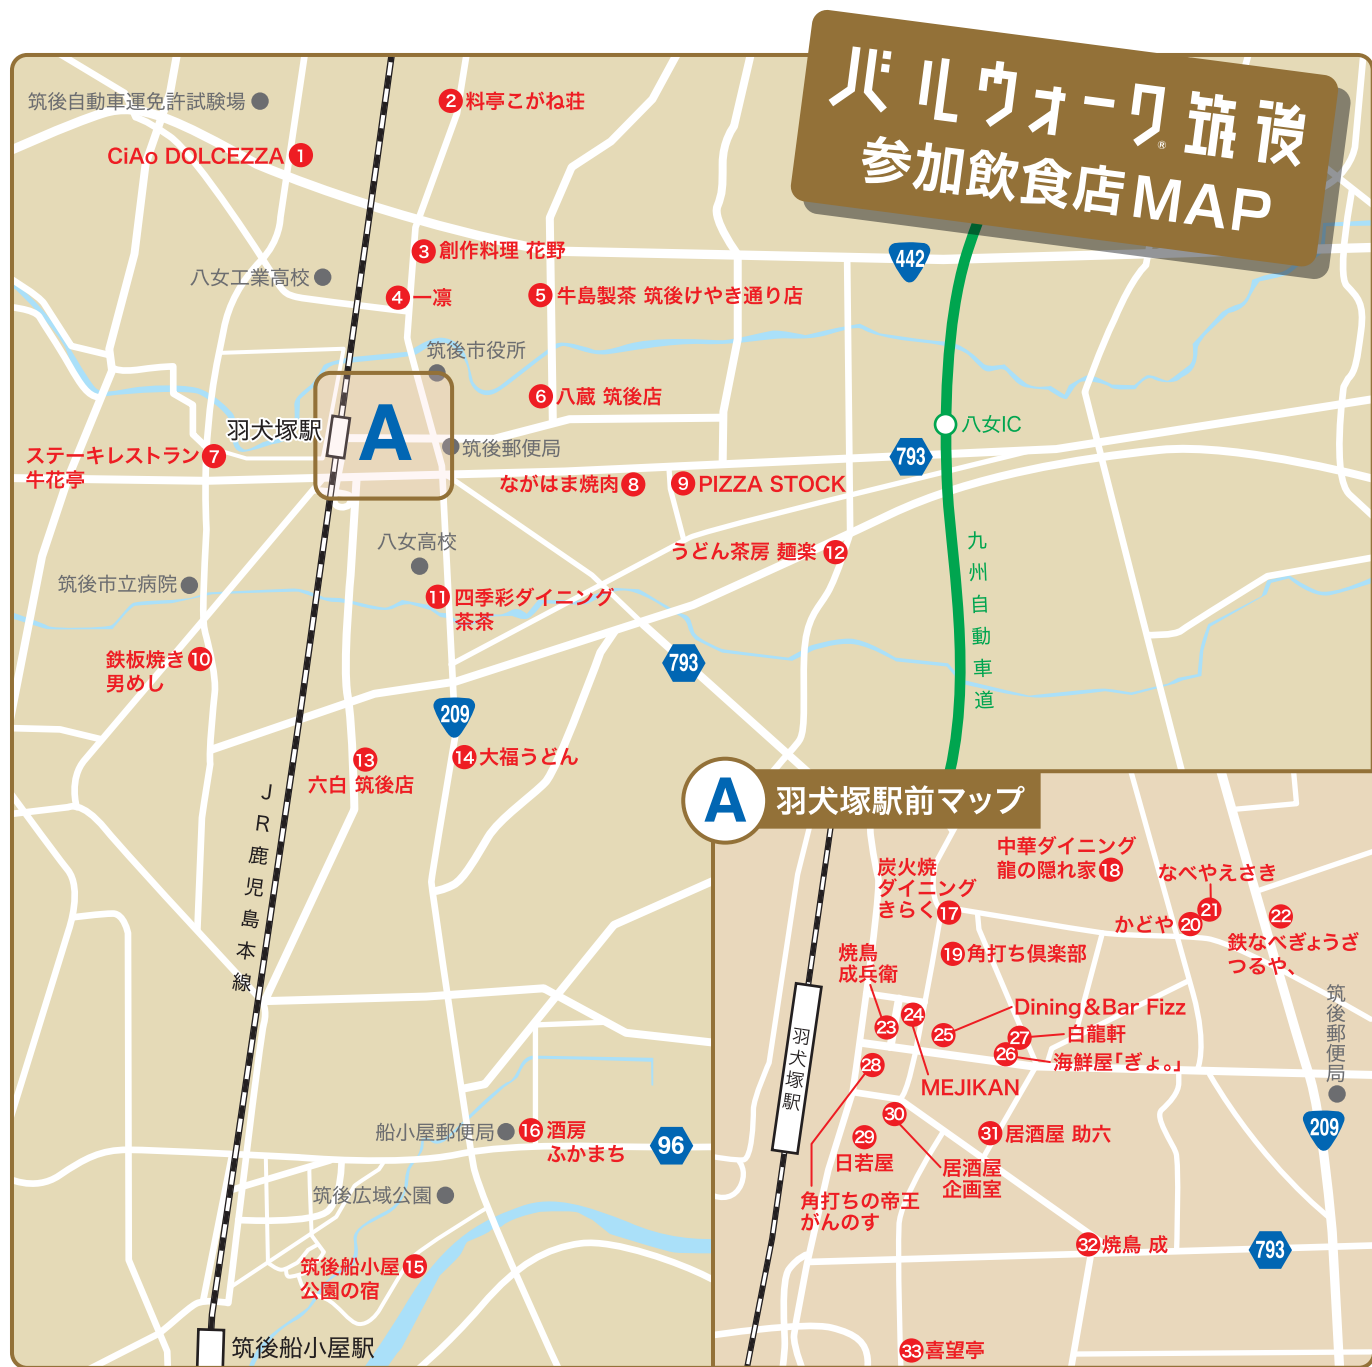 バルウォーク®筑後
参加飲食店MAP
筑後自動車運免許試験場
2 料亭こがね荘
CiAo DOLCEZZA 1
3 創作料理 花野
442
八女工業高校
4 一凛
5 牛島製茶 筑後けやき通り店
筑後市役所
6 八蔵 筑後店
羽犬塚駅
A
八女IC
筑後郵便局
793
ステーキレストラン 7
牛花亭
ながはま焼肉 8
9 PIZZA STOCK
八女高校
うどん茶房 麺楽 12
九州自動車道
筑後市立病院
11 四季彩ダイニング
茶茶
鉄板焼き 10
男めし
793
209
13
六白 筑後店
14 大福うどん
JR鹿児島本線
船小屋郵便局
16 酒房
ふかまち
96
筑後広域公園
筑後船小屋 15
公園の宿
筑後船小屋駅
A 羽犬塚駅前マップ
中華ダイニング
龍の隠れ家 18
炭火焼
ダイニング
きらく 17
なべやえさき
21
かどや 20
22
鉄なべぎょうざ
つるや、
19 角打ち倶楽部
焼鳥
成兵衛
23
24
25
Dining&Bar Fizz
27
白龍軒
26
海鮮屋「ぎょ。」
筑後郵便局
羽犬塚駅
28
MEJIKAN
30
29
日若屋
31 居酒屋 助六
209
居酒屋
企画室
角打ちの帝王
がんのす
32 焼鳥 成
793
33 喜望亭